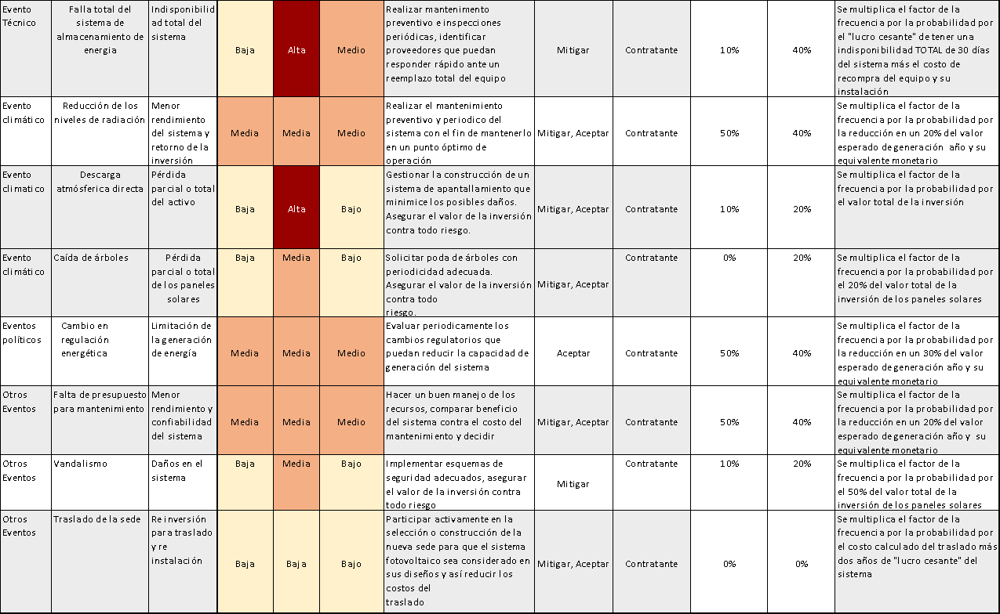 Evento
Técnico
Falla total del
sistema de
almacenamiento de
energia
Indisponibilid
ad total del
sistema
Baja
Alta
Medio
Realizar mantenimento
preventivo e inspecciones
periódicas, identificar
proveedores que puedan
responder rápido ante un
reemplazo total del equipo
Mitigar
Contratante
10%
40%
Se multiplica el factor de la
frecuencia por la probabilidad por
el "lucro cesante" de tener una
indisponibilidad TOTAL de 30 días
del sistema más el costo de
recompra del equipo y su
instalación
Evento
climático
Reducción de los
niveles de radiación
Menor
rendimiento
del sistema y
retorno de la
inversión
Media
Media
Medio
Realizar el mantenimiento
preventivo y periodico del
sistema con el fin de mantenerlo
en un punto óptimo de
operación
Mitigar, Aceptar
Contratante
50%
40%
Se multiplica el factor de la
frecuencia por la probabilidad por
la reducción en un 20% del valor
esperado de generación año y su
equivalente monetario
Evento
climatico
Descarga
atmósferica directa
Pérdida
parcial o total
del activo
Baja
Alta
Bajo
Gestionar la construcción de un
sistema de apantallamiento que
minimice los posibles daños.
Asegurar el valor de la inversión
contra todo riesgo.
Mitigar, Aceptar
Contratante
10%
20%
Se multiplica el factor de la
frecuencia por la probabilidad por
el valor total de la inversión
Evento
climático
Caída de árboles
Pérdida
parcial o total
de los paneles
solares
Baja
Media
Bajo
Solicitar poda de árboles con
periodicidad adecuada.
Asegurar el valor de la inversión
contra todo
riesgo.
Mitigar, Aceptar
Contratante
0%
20%
Se multiplica el factor de la
frecuencia por la probabilidad por
el 20% del valor total de la
inversión de los paneles solares
Eventos
políticos
Cambio en
regulación
energética
Limitación de
la generación
de energía
Media
Media
Medio
Evaluar periodicamente los
cambios regulatorios que
puedan reducir la capacidad de
generación del sistema
Aceptar
Contratante
50%
40%
Se multiplica el factor de la
frecuencia por la probabilidad por
la reducción en un 30% del valor
esperado de generación año y su
equivalente monetario
Otros
Eventos
Falta de presupuesto
para mantenimiento
Menor
rendimiento y
confiabilidad
del sistema
Media
Media
Medio
Hacer un buen manejo de los
recursos, comparar beneficio
del sistema contra el costo del
mantenimiento y decidir
Mitigar, Aceptar
Contratante
50%
40%
Se multiplica el factor de la
frecuencia por la probabilidad por
la reducción en un 20% del valor
esperado de generación año y su
equivalente monetario
Otros
Eventos
Vandalismo
Daños en el
sistema
Baja
Media
Bajo
Implementar esquemas de
seguridad adecuados, asegurar
el valor de la inversión contra
todo riesgo
Mitigar
Contratante
10%
20%
Se multiplica el factor de la
frecuencia por la probabilidad por
el 50% del valor total de la
inversión de los paneles solares
Otros
Eventos
Traslado de la sede
Re inversión
para traslado
y re
instalación
Baja
Baja
Bajo
Participar activamente en la
selección o construcción de la
nueva sede para que el sistema
fotovoltaico sea considerado en
sus diseños y así reducir los
costos del
traslado
Mitigar, Aceptar
Contratante
0%
0%
Se multiplica el factor de la
frecuencia por la probabilidad por
el costo calculado del traslado más
dos años de "lucro cesante" del
sistema